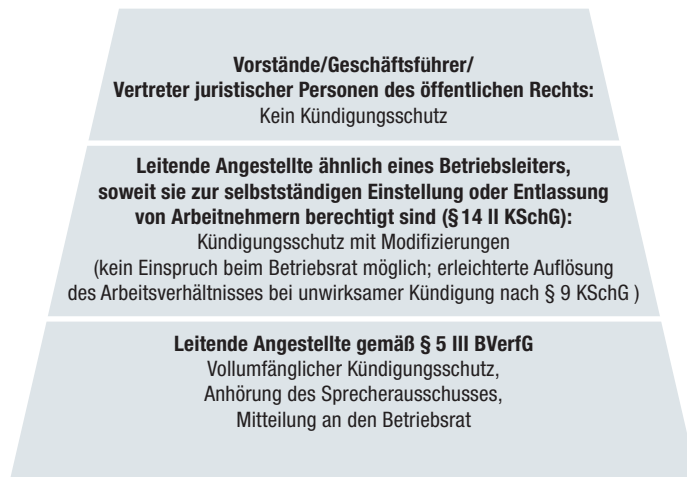 Vorstände/Geschäftsführer/
Vertreter juristischer Personen des öffentlichen Rechts:
Kein Kündigungsschutz
Leitende Angestellte ähnlich eines Betriebsleiters,
soweit sie zur selbstständigen Einstellung oder Entlassung
von Arbeitnehmern berechtigt sind (§ 14 II KSchG):
Kündigungsschutz mit Modifizierungen
(kein Einspruch beim Betriebsrat möglich; erleichterte Auflösung
des Arbeitsverhältnisses bei unwirksamer Kündigung nach § 9 KSchG )
Leitende Angestellte gemäß § 5 III BVerfG
Vollumfänglicher Kündigungsschutz,
Anhörung des Sprecherausschusses,
Mitteilung an den Betriebsrat